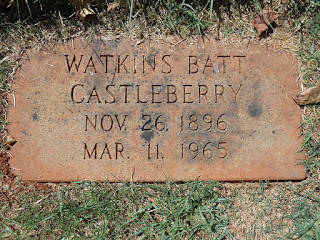 WATKINS BATT
CASTLEBERRY
NOV. 26. 1896
MAR. 11. 1965